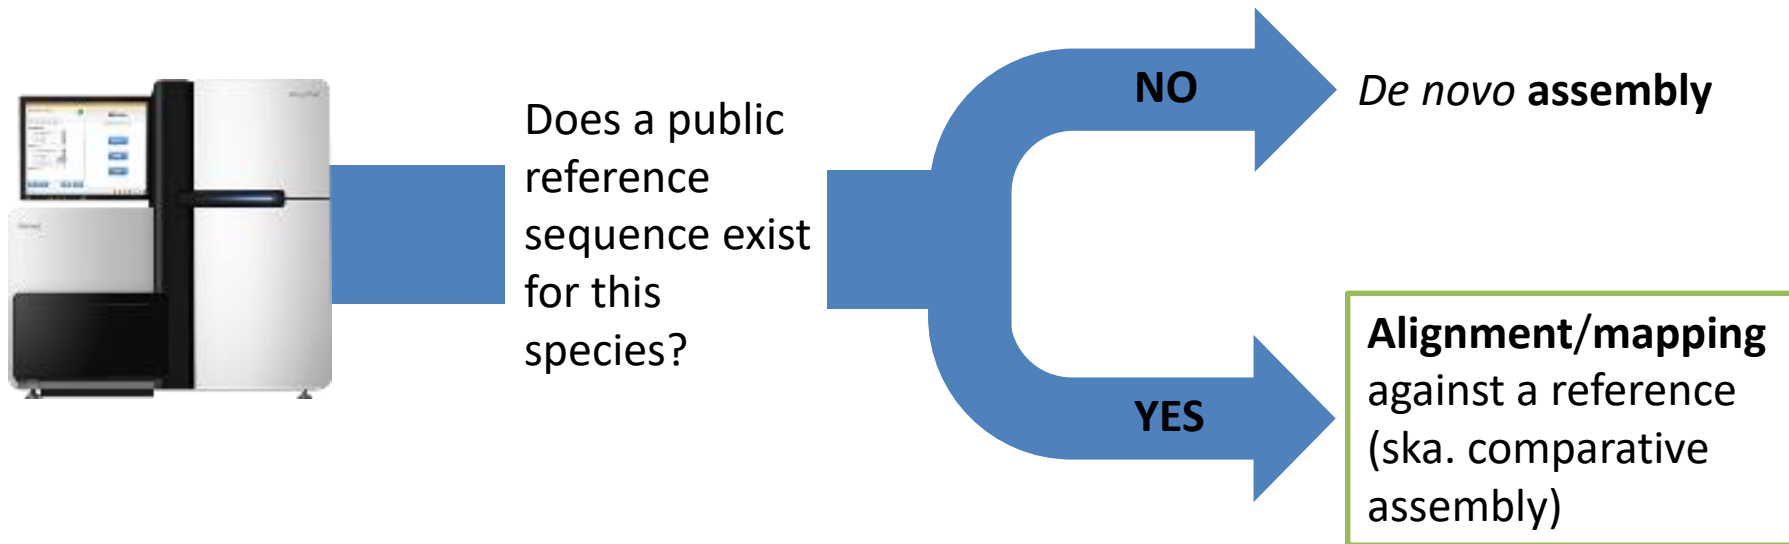 Does a public
reference
sequence exist
for this
species?
NO
De novo assembly
YES
Alignment/mapping
against a reference
(ska. comparative
assembly)